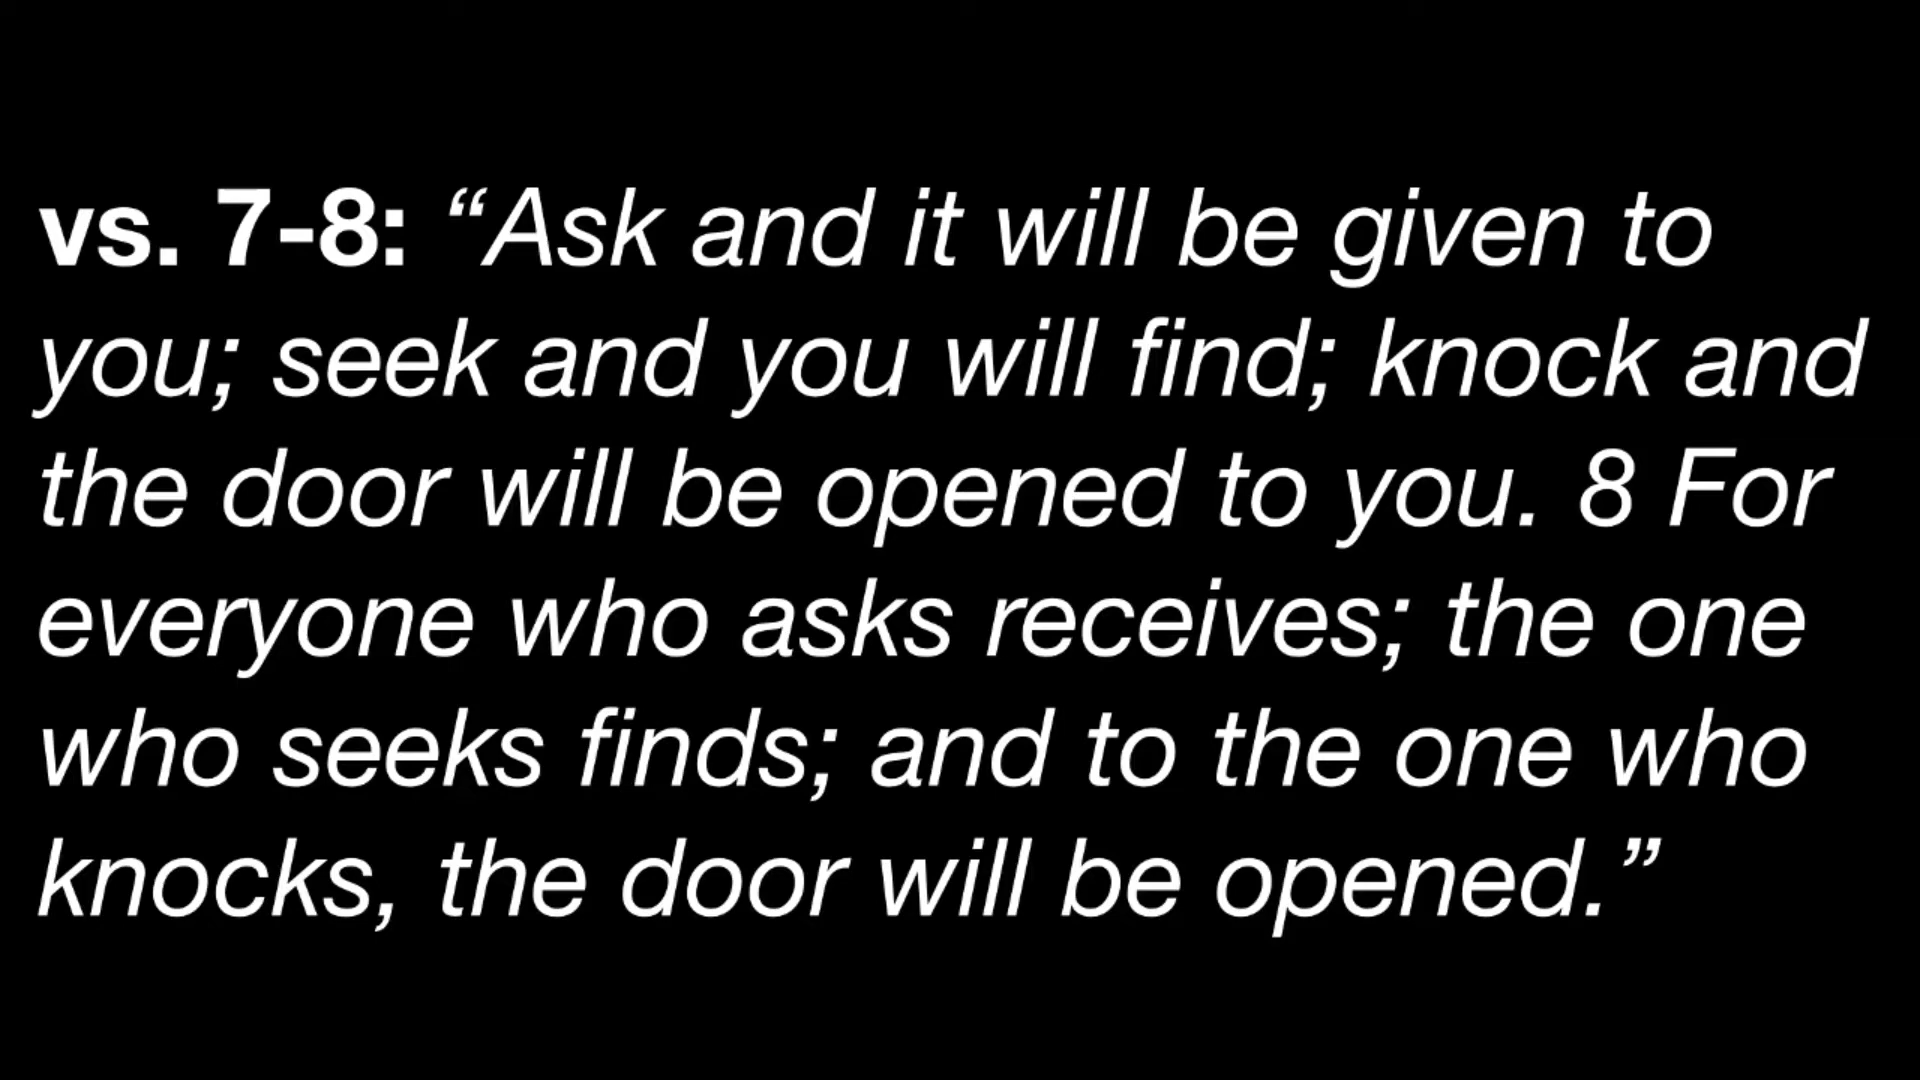 vs. 7-8: “Ask and it will be given to
you; seek and you will find; knock and
the door will be opened to you. 8 For
everyone who asks receives; the one
who seeks finds; and to the one who
knocks, the door will be opened.”